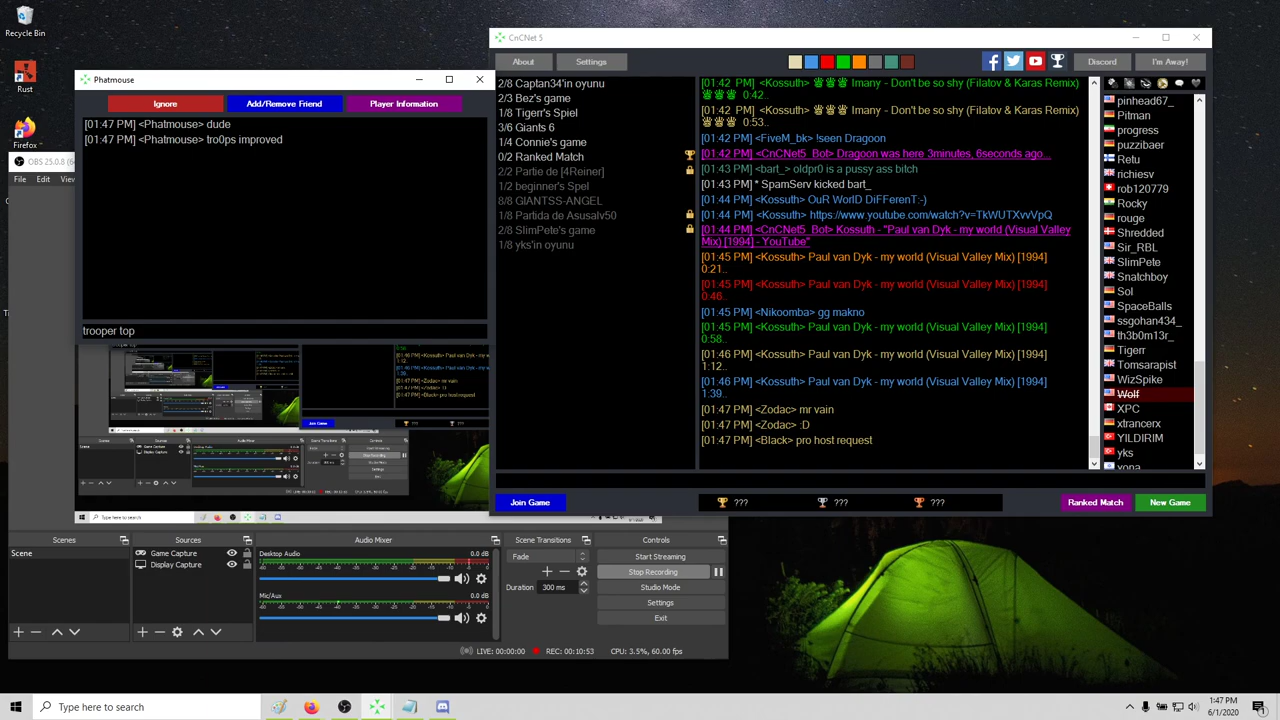 Recycle Bin
Rust
Firefox
Phatmouse
Ignore
Add/Remove Friend
Player Information
[01:47 PM] <Phatmouse> dude
[01:47 PM] <Phatmouse> tro0ps improved
trooper top
OBS 25.0.8 (6
File
Edit
Vie
CnCNet 5
About
Settings
Discord
I'm Away!
2/8 Captan34'in oyunu
2/3 Bez's game
1/8 Tigerr's Spiel
3/6 Giants 6
1/4 Connie's game
0/2 Ranked Match
2/2 Partie de [4Reiner]
1/2 beginner's Spel
8/8 GIANTSS-ANGEL
1/8 Partida de Asusalv50
2/8 SlimPete's game
1/8 yks'in oyunu
[01:42 PM] <Kossuth> ♛♛♛ Imany - Don't be so shy (Filatov & Karas Remix)
♛♛♛ 0:42..
[01:42 PM] <Kossuth> ♛♛♛ Imany - Don't be so shy (Filatov & Karas Remix)
♛♛♛ 0:53..
[01:42 PM] <FiveM_bk> !seen Dragoon
[01:42 PM] <CnCNet5_Bot> Dragoon was here 3minutes, 6seconds ago...
[01:43 PM] <bart_> oldpr0 is a pussy ass bitch
[01:43 PM] * SpamServ kicked bart_
[01:44 PM] <Kossuth> OuR WorlD DiFFerenT:-)
[01:44 PM] <Kossuth> https://www.youtube.com/watch?v=TkWUTXvvVpQ
[01:44 PM] <CnCNet5_Bot> Kossuth - "Paul van Dyk - my world (Visual Valley
Mix) [1994] - YouTube"
[01:45 PM] <Kossuth> Paul van Dyk - my world (Visual Valley Mix) [1994]
0:21..
[01:45 PM] <Kossuth> Paul van Dyk - my world (Visual Valley Mix) [1994]
0:46..
[01:45 PM] <Nikoomba> gg makno
[01:45 PM] <Kossuth> Paul van Dyk - my world (Visual Valley Mix) [1994]
0:58..
[01:46 PM] <Kossuth> Paul van Dyk - my world (Visual Valley Mix) [1994]
1:12..
[01:46 PM] <Kossuth> Paul van Dyk - my world (Visual Valley Mix) [1994]
1:39..
[01:47 PM] <Zodac> mr vain
[01:47 PM] <Zodac> :D
[01:47 PM] <Black> pro host request
pinhead67_
Pitman
progress
puzzibaer
Retu
richiesv
rob120779
Rocky
rouge
Shredded
Sir_RBL
SlimPete
Snatchboy
Sol
SpaceBalls
ssgohan434_
th3b0m13r_
Tigerr
Tomsarapist
WizSpike
Wolf
XPC
xtrancerx
YILDIRIM
yks
yona
Join Game
???
???
???
Ranked Match
New Game
Scenes
Scene
Sources
Game Capture
Display Capture
Audio Mixer
Desktop Audio
0.0 dB
Mic/Aux
0.0 dB
Scene Transitions
Fade
Duration
300 ms
Controls
Start Streaming
Stop Recording
Studio Mode
Settings
Exit
LIVE: 00:00:00
REC: 00:10:53
CPU: 3.5%, 60.00 fps
Type here to search
1:47 PM
6/1/2020